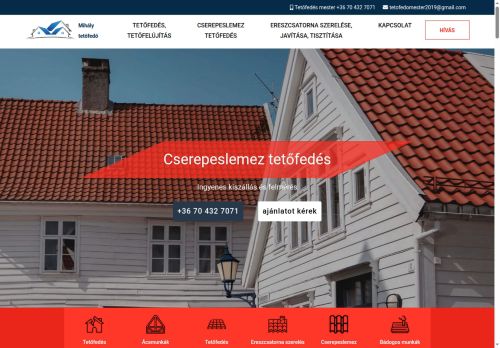 Tetőfedés mester +36 70 432 7071 tetofedomester2019@gmail.com
Mihály tetőfedő
TETŐFEDÉS, TETŐFELÚJÍTÁS
CSEREPESLEMEZ TETŐFEDÉS
ERESZCSATORNA SZERELÉSE, JAVÍTÁSA, TISZTÍTÁSA
KAPCSOLAT
HÍVÁS
Cserepeslemez tetőfedés
Ingyenes kiszállás és felmérés.
+36 70 432 7071
ajánlatot kérek
Tetőfedés
Ácsmunkák
Tetőfedés
Ereszcsatorna szerelés
Cserepeslemez
Bádogos munkák